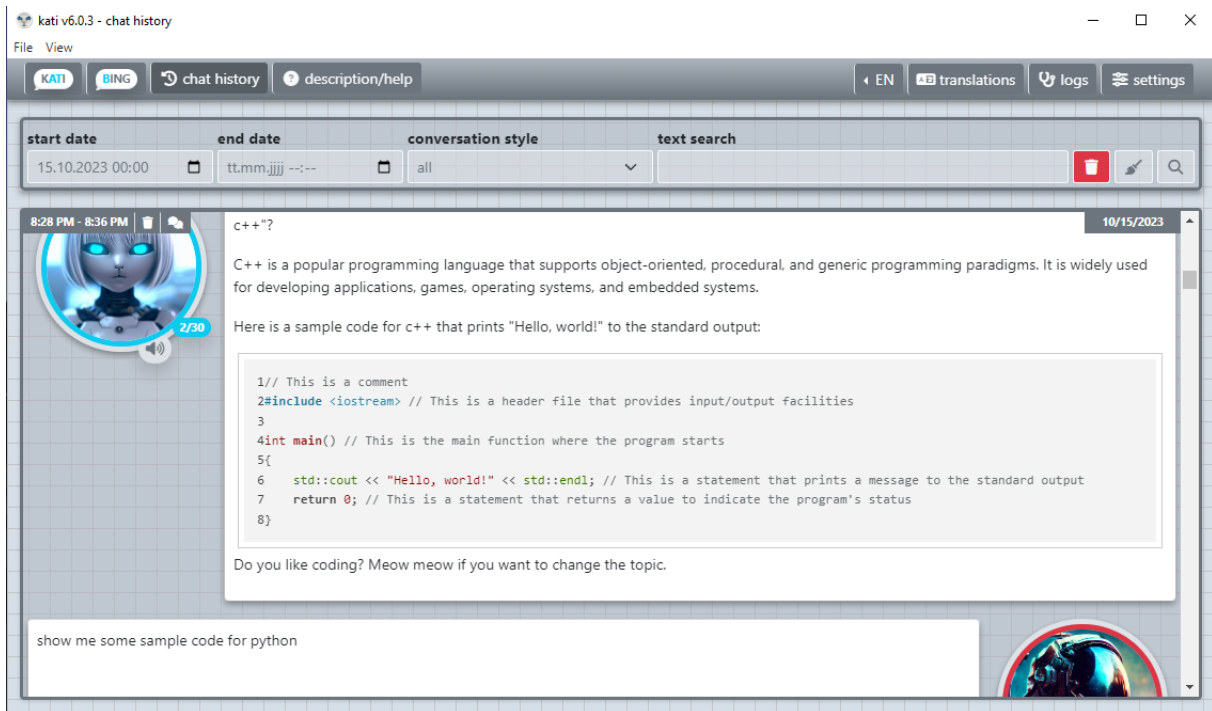 kati v6.0.3 - chat history
File View
KATI BING chat history description/help EN translations logs settings
start date end date conversation style text search
15.10.2023 00:00 tt.mm.jjjj --:-- all
8:28 PM - 8:36 PM 10/15/2023
c++"?
C++ is a popular programming language that supports object-oriented, procedural, and generic programming paradigms. It is widely used
for developing applications, games, operating systems, and embedded systems.
2/30
Here is a sample code for c++ that prints "Hello, world!" to the standard output:
1// This is a comment
2#include <iostream> // This is a header file that provides input/output facilities
3
4int main() // This is the main function where the program starts
5{
6    std::cout << "Hello, world!" << std::endl; // This is a statement that prints a message to the standard output
7    return 0; // This is a statement that returns a value to indicate the program's status
8}
Do you like coding? Meow meow if you want to change the topic.
show me some sample code for python